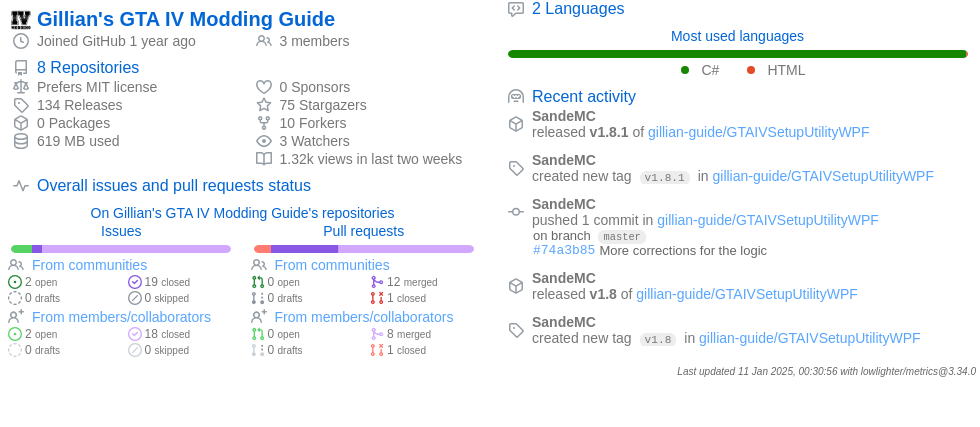 Gillian's GTA IV Modding Guide
Joined GitHub 1 year ago
3 members
8 Repositories
Prefers MIT license
134 Releases
0 Packages
619 MB used
0 Sponsors
75 Stargazers
10 Forkers
3 Watchers
1.32k views in last two weeks
Overall issues and pull requests status
On Gillian's GTA IV Modding Guide's repositories
Issues
From communities
2 open
19 closed
0 drafts
0 skipped
From members/collaborators
2 open
18 closed
0 drafts
0 skipped
Pull requests
From communities
0 open
12 merged
0 drafts
1 closed
From members/collaborators
0 open
8 merged
0 drafts
1 closed
2 Languages
Most used languages
C#
HTML
Recent activity
SandeMC
released v1.8.1 of gillian-guide/GTAIVSetupUtilityWPF
SandeMC
created new tag v1.8.1 in gillian-guide/GTAIVSetupUtilityWPF
SandeMC
pushed 1 commit in gillian-guide/GTAIVSetupUtilityWPF
on branch master
#74a3b85 More corrections for the logic
SandeMC
released v1.8 of gillian-guide/GTAIVSetupUtilityWPF
SandeMC
created new tag v1.8 in gillian-guide/GTAIVSetupUtilityWPF
Last updated 11 Jan 2025, 00:30:56 with lowlighter/metrics@3.34.0